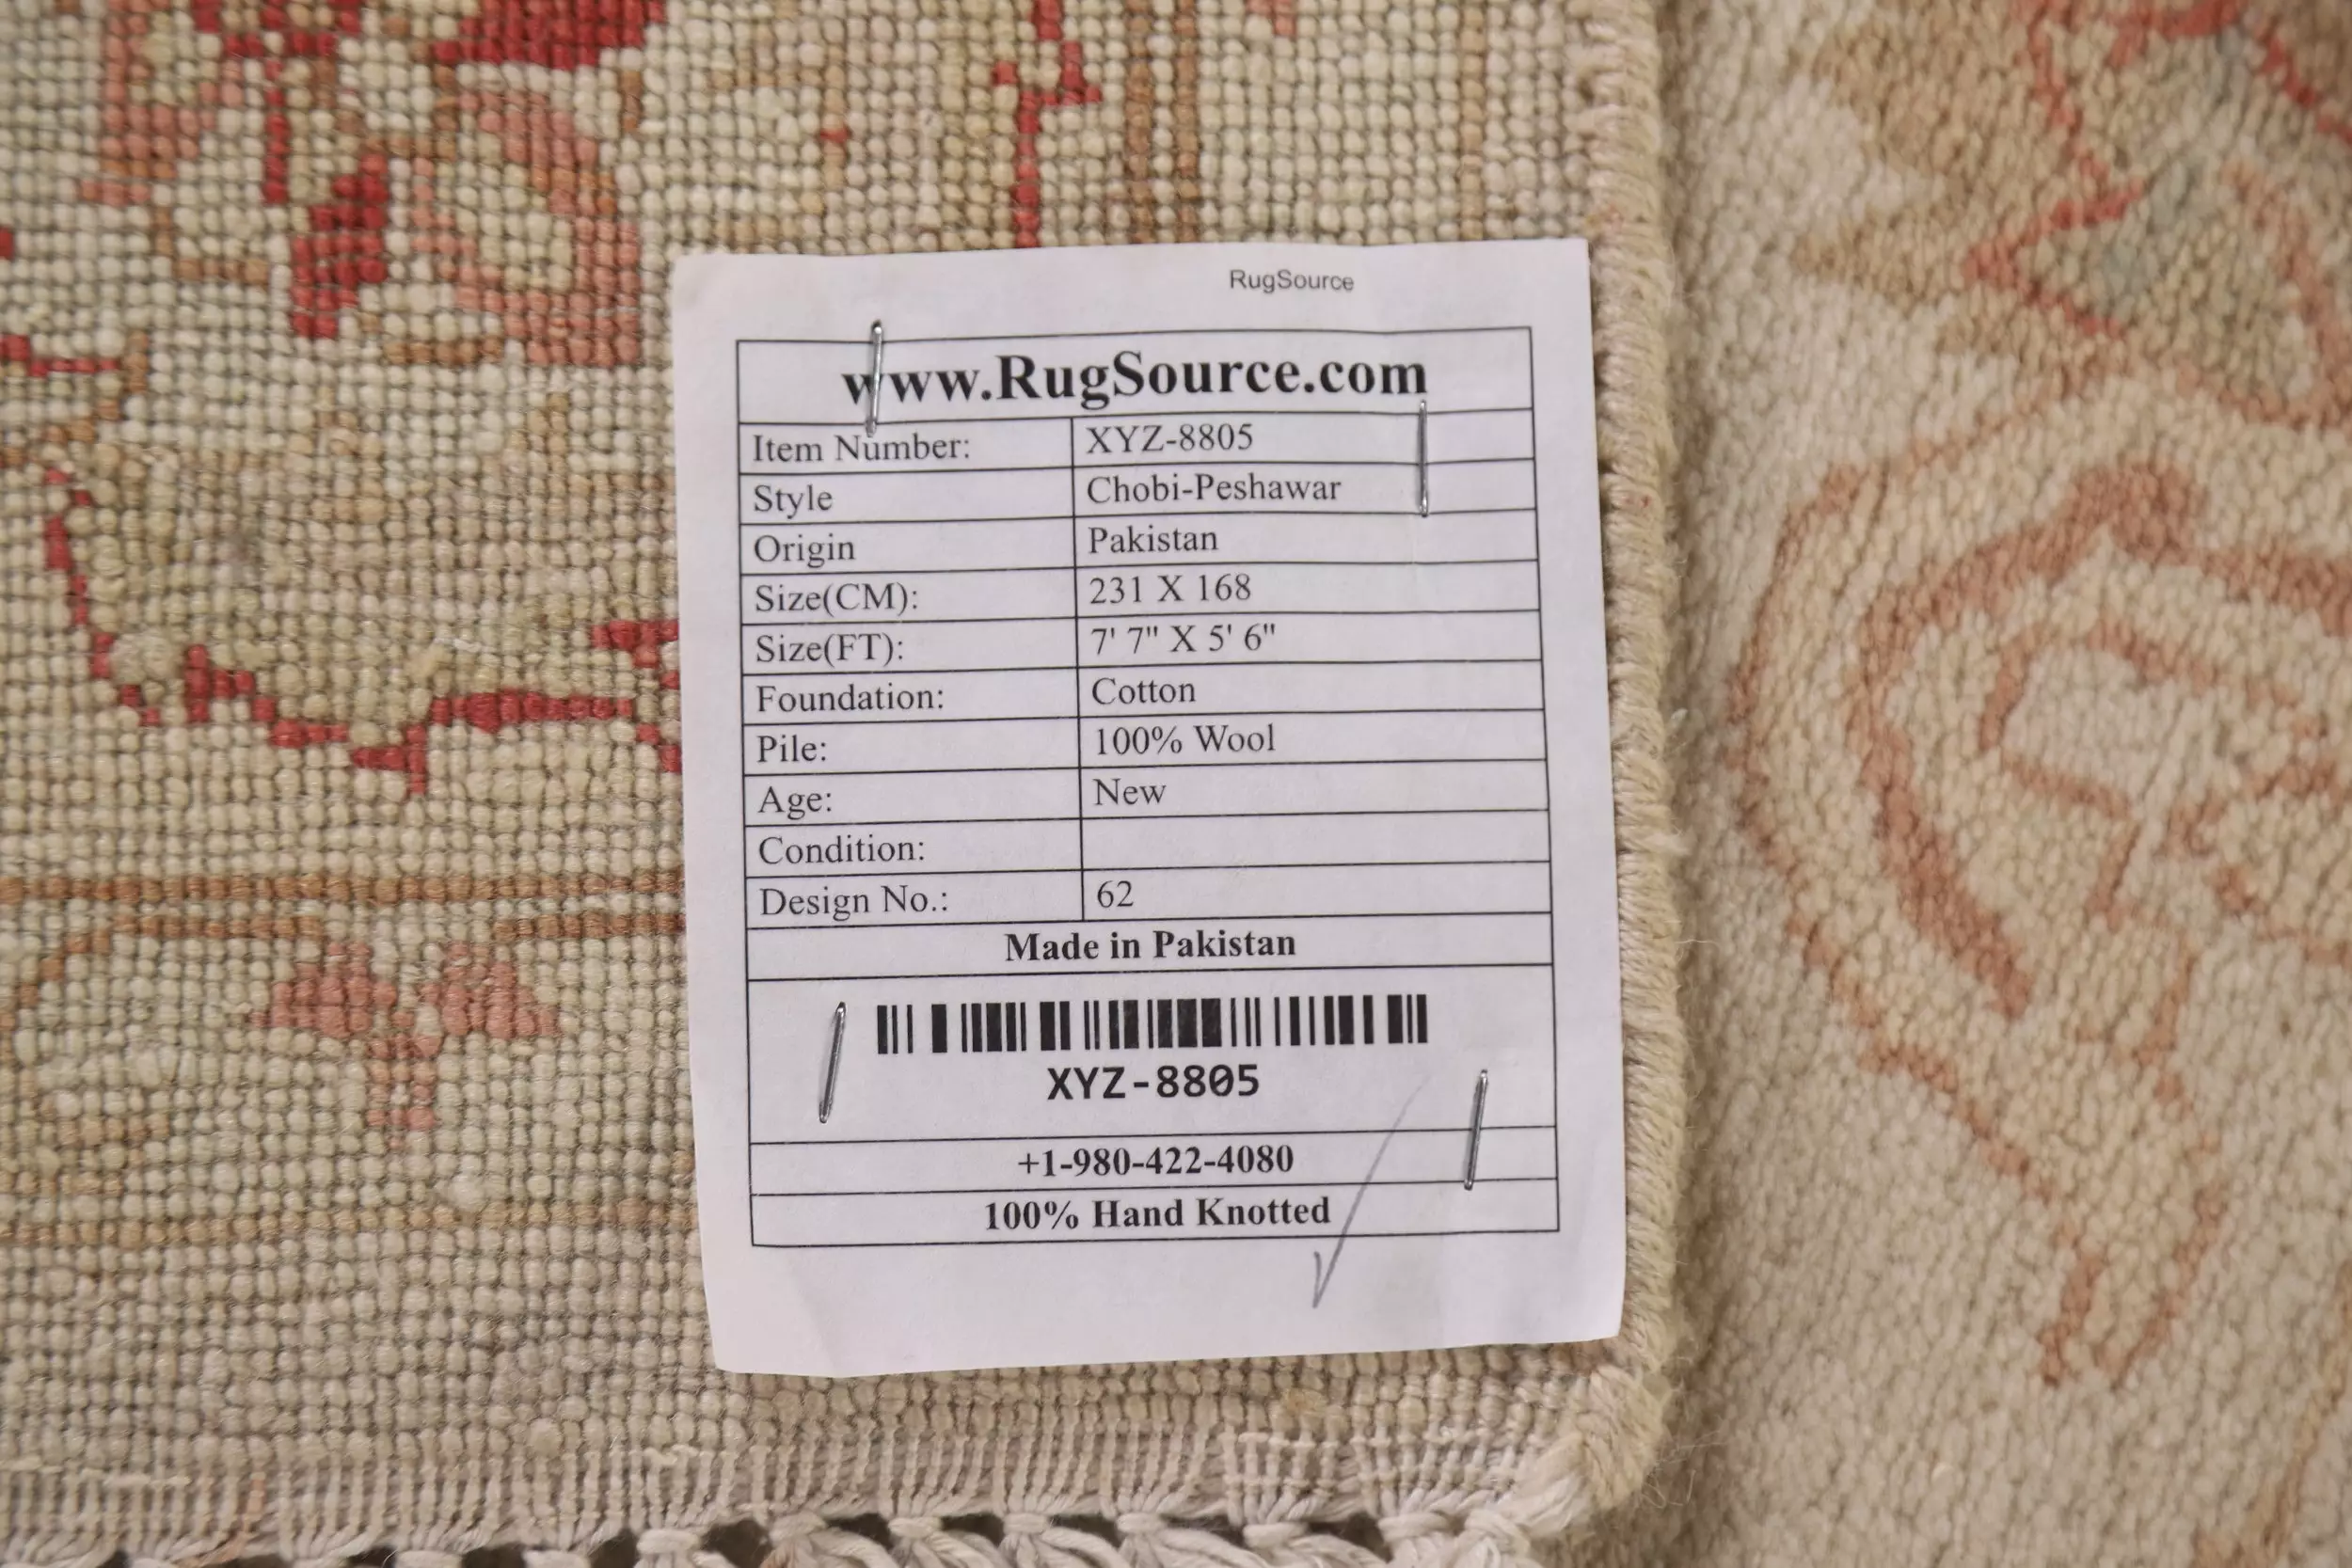 RugSource
www.RugSource.com
Item Number: XYZ-8805
Style Chobi-Peshawar
Origin Pakistan
Size(CM): 231 X 168
Size(FT): 7' 7" X 5' 6"
Foundation: Cotton
Pile: 100% Wool
Age: New
Condition:
Design No.: 62
Made in Pakistan
XYZ-8805
+1-980-422-4080
100% Hand Knotted